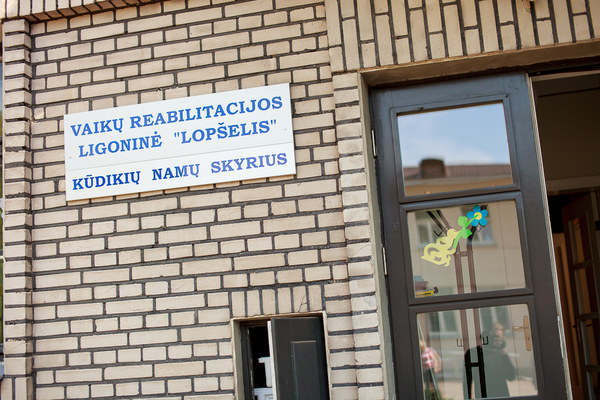 VAIKŲ REABILITACIJOS
LIGONINĖ "LOPŠELIS"
KŪDIKIŲ NAMŲ SKYRIUS